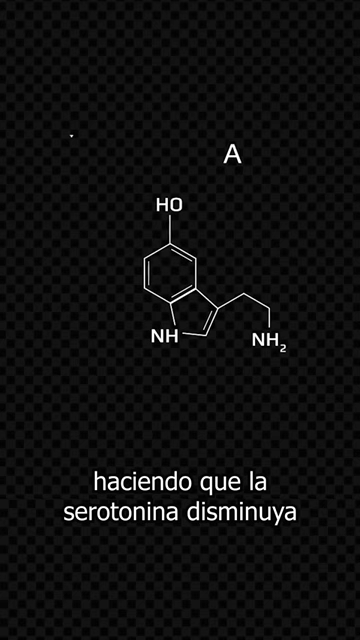 A
HO
NH
NH₂
haciendo que la
serotonina disminuya